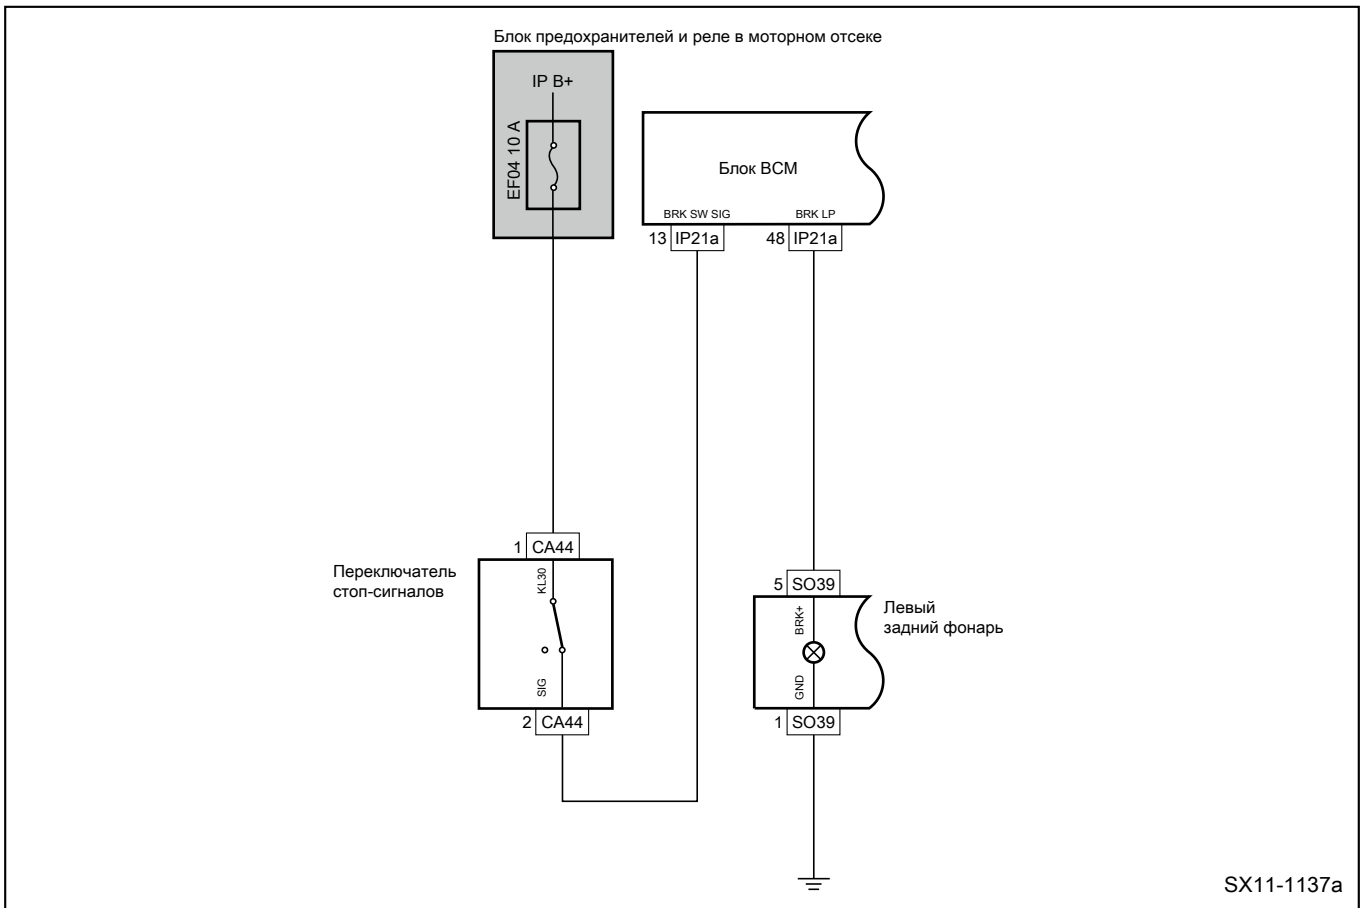 Блок предохранителей и реле в моторном отсеке
IP B+
EF04 10 A
Блок BCM
BRK SW SIG
BRK LP
13 IP21a
48 IP21a
1 CA44
Переключатель
стоп-сигналов
KL30
SIG
2 CA44
5 SO39
Левый
задний фонарь
BRK+
GND
1 SO39
SX11-1137a